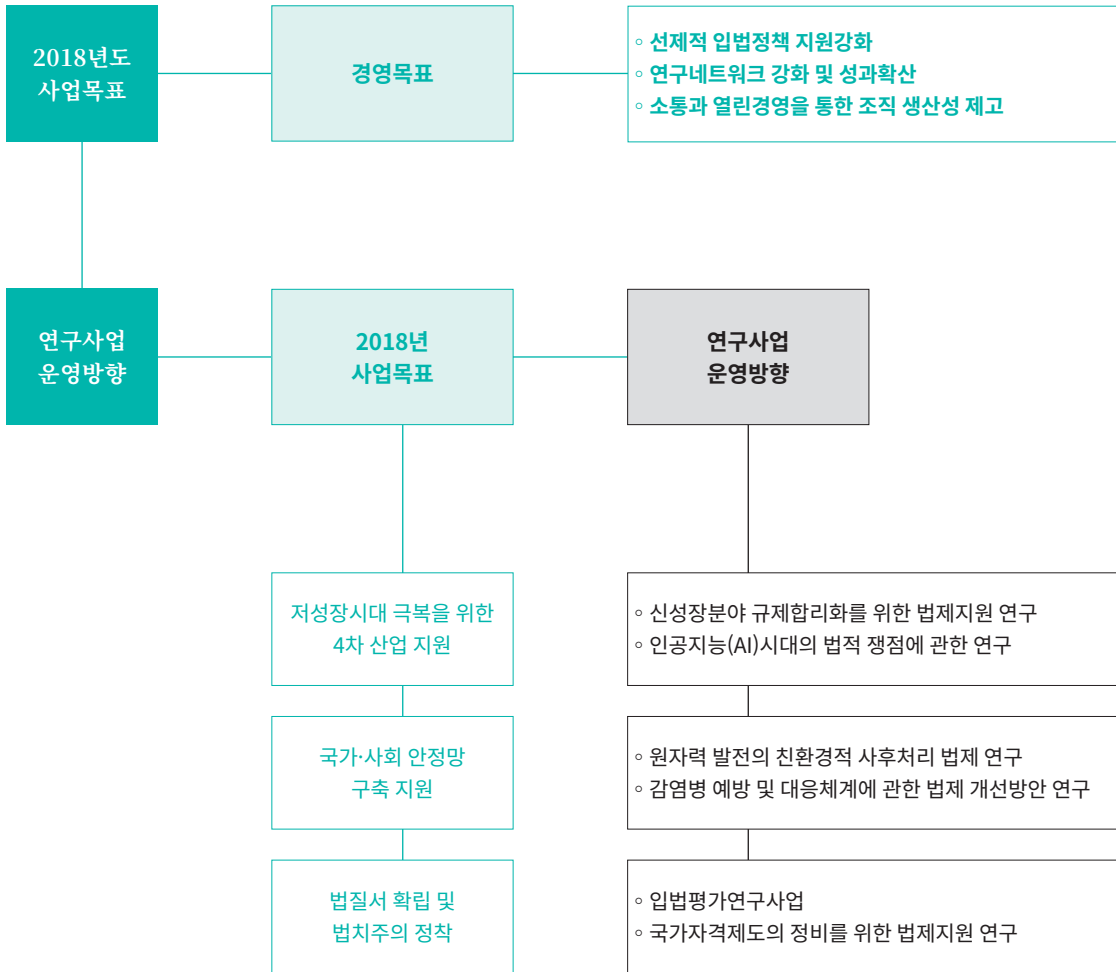 2018년도
사업목표
경영목표
◦ 선제적 입법정책 지원강화
◦ 연구네트워크 강화 및 성과확산
◦ 소통과 열린경영을 통한 조직 생산성 제고
연구사업
운영방향
2018년
사업목표
연구사업
운영방향
저성장시대 극복을 위한
4차 산업 지원
◦ 신성장분야 규제합리화를 위한 법제지원 연구
◦ 인공지능(AI)시대의 법적 쟁점에 관한 연구
국가·사회 안정망
구축 지원
◦ 원자력 발전의 친환경적 사후처리 법제 연구
◦ 감염병 예방 및 대응체계에 관한 법제 개선방안 연구
법질서 확립 및
법치주의 정착
◦ 입법평가연구사업
◦ 국가자격제도의 정비를 위한 법제지원 연구